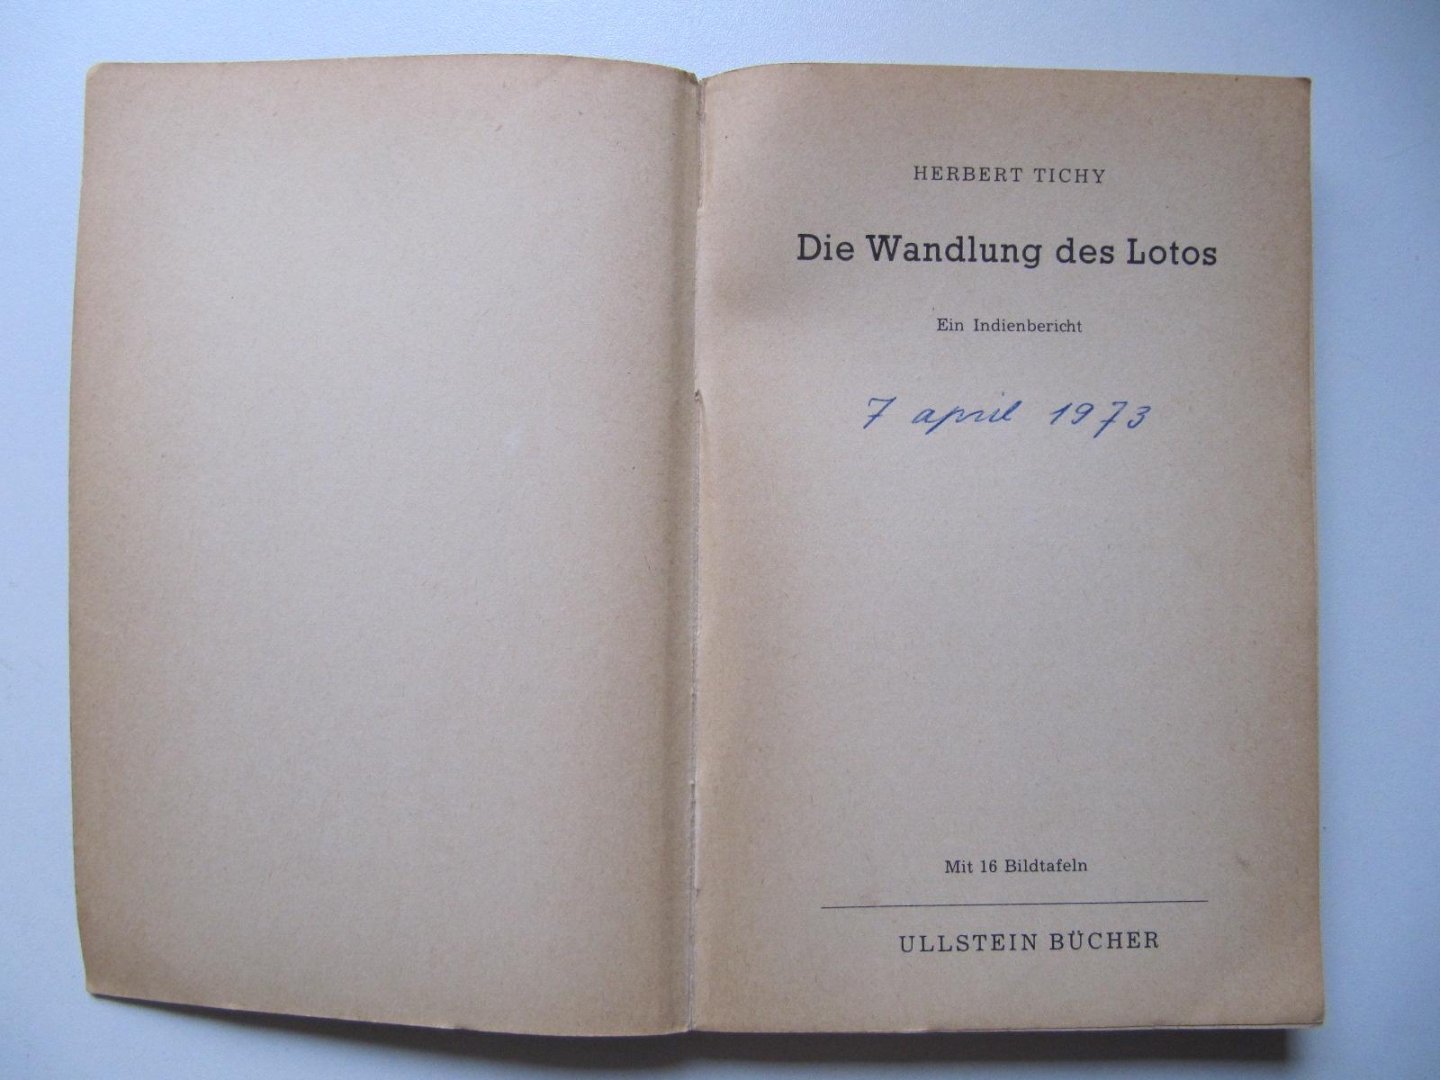 HERBERT TICHY
Die Wandlung des Lotos
Ein Indienbericht
7 april 1973
Mit 16 Bildtafeln
ULLSTEIN BÜCHER